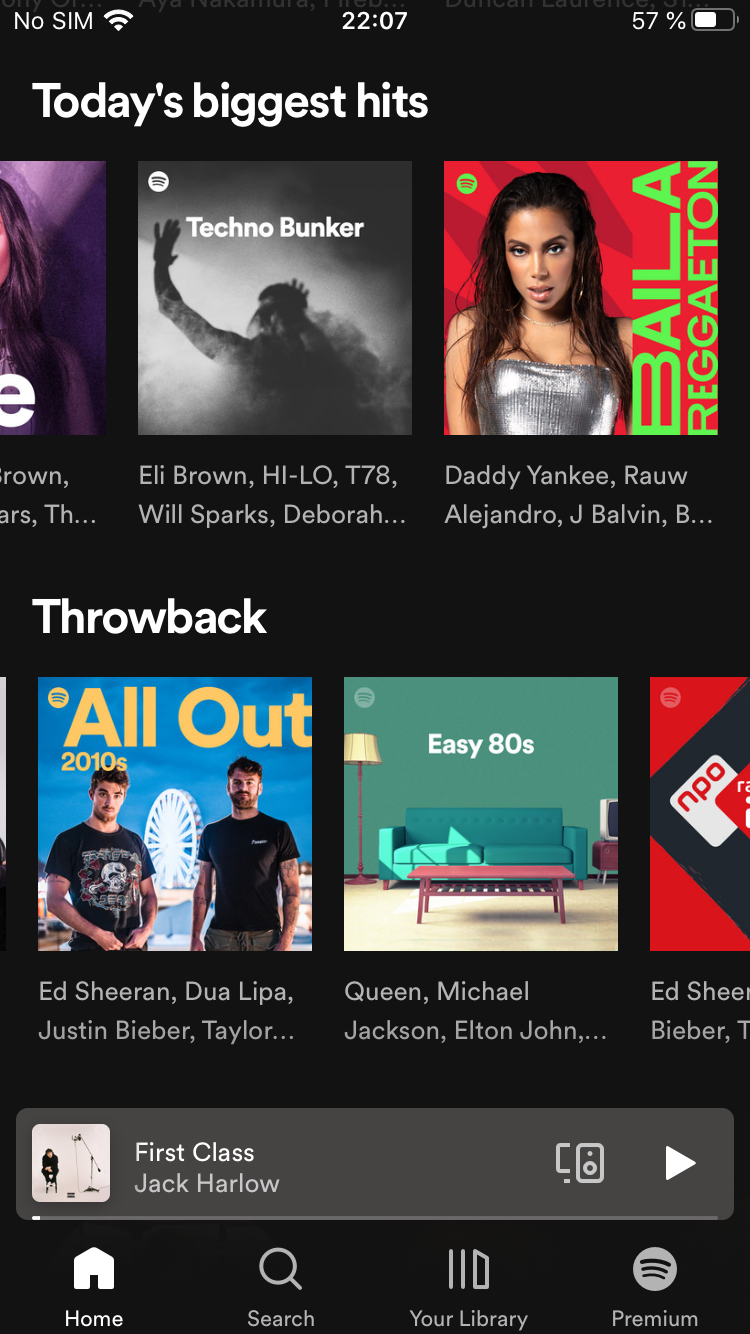 No SIM 22:07 57 %
Today's biggest hits
e
Techno Bunker
BAILA
REGGAETON
Brown, Eli Brown, HI-LO, T78, Daddy Yankee, Rauw
ars, Th... Will Sparks, Deborah... Alejandro, J Balvin, B...
Throwback
All Out
2010s
Easy 80s
npo
ra
Ed Sheeran, Dua Lipa, Queen, Michael Ed Sheer
Justin Bieber, Taylor... Jackson, Elton John,... Bieber, T
First Class
Jack Harlow
Home Search Your Library Premium